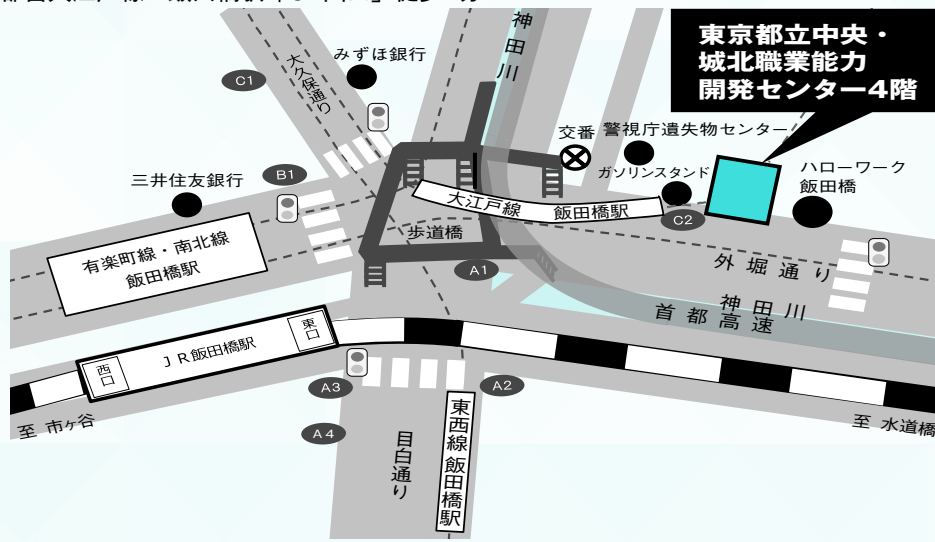 神田川
東京都立中央・
城北職業能力
開発センター4階
みずほ銀行
C1
大久保通り
交番
警視庁遺失物センター
ガソリンスタンド
ハローワーク
飯田橋
三井住友銀行
B1
大江戸線 飯田橋駅
C2
歩道橋
有楽町線・南北線
飯田橋駅
A1
外堀通り
神田川
首都高速
JR飯田橋駅
東口
西口
A3
A2
A4
至 市ヶ谷
至 水道橋
目白通り
東西線 飯田橋駅